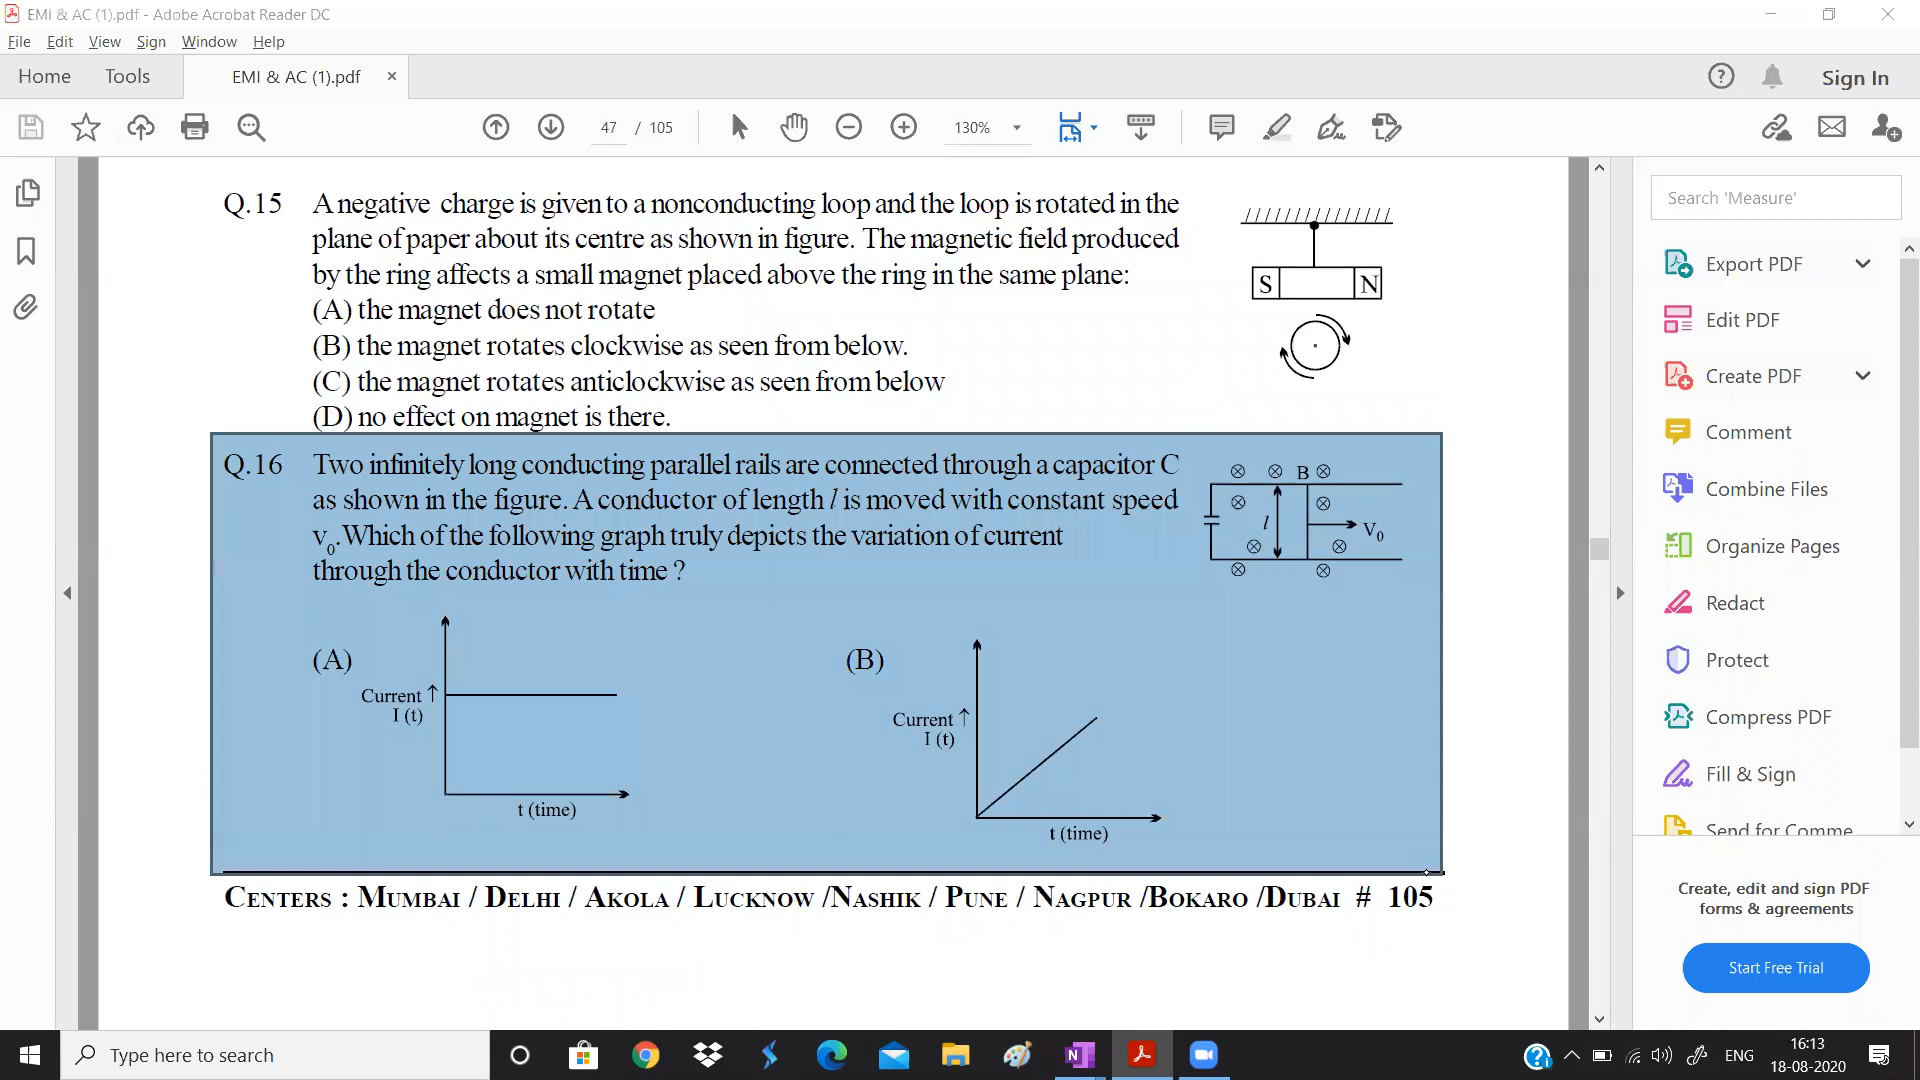 EMI & AC (1).pdf - Adobe Acrobat Reader DC
File Edit View Sign Window Help
Home Tools EMI & AC (1).pdf × Sign In
47 / 105 130%
Search 'Measure'
Export PDF
Edit PDF
Create PDF
Comment
Combine Files
Organize Pages
Redact
Protect
Compress PDF
Fill & Sign
Send for Comme
Create, edit and sign PDF
forms & agreements
Start Free Trial
Q.15 A negative charge is given to a nonconducting loop and the loop is rotated in the
plane of paper about its centre as shown in figure. The magnetic field produced
by the ring affects a small magnet placed above the ring in the same plane:
(A) the magnet does not rotate
(B) the magnet rotates clockwise as seen from below.
(C) the magnet rotates anticlockwise as seen from below
(D) no effect on magnet is there.
S N
Q.16 Two infinitely long conducting parallel rails are connected through a capacitor C
as shown in the figure. A conductor of length l is moved with constant speed
v0. Which of the following graph truly depicts the variation of current
through the conductor with time ?
B
l
V0
(A)
Current ↑
I (t)
t (time)
(B)
Current ↑
I (t)
t (time)
CENTERS : MUMBAI / DELHI / AKOLA / LUCKNOW /NASHIK / PUNE / NAGPUR /BOKARO /DUBAI # 105
Type here to search
ENG
16:13
18-08-2020